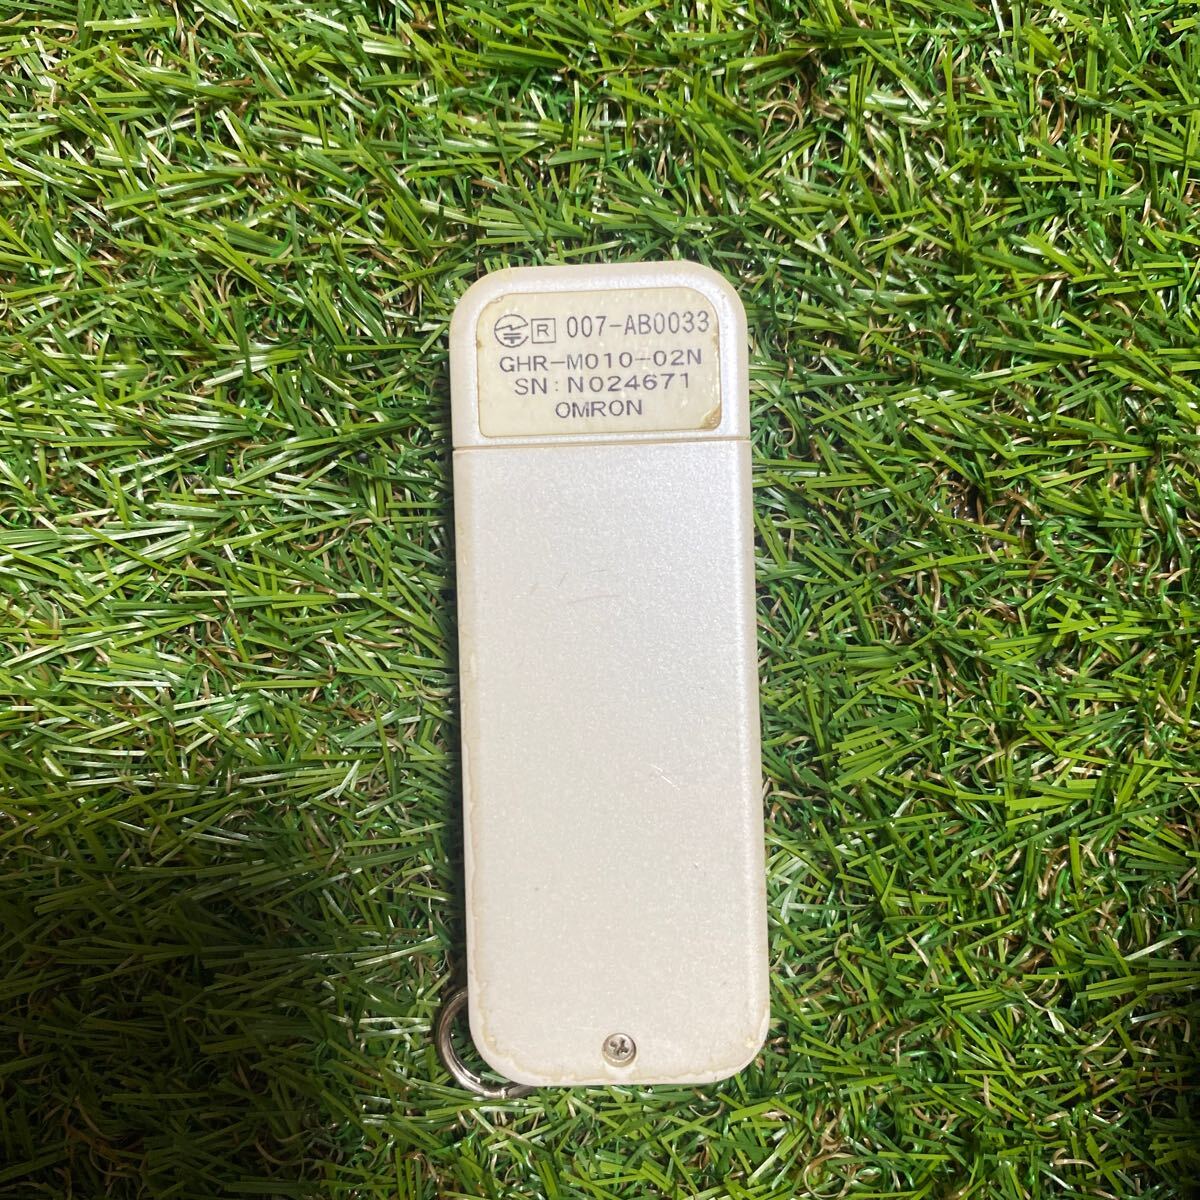 R 007-AB0033
GHR-M010-02N
SN:N024671
OMRON